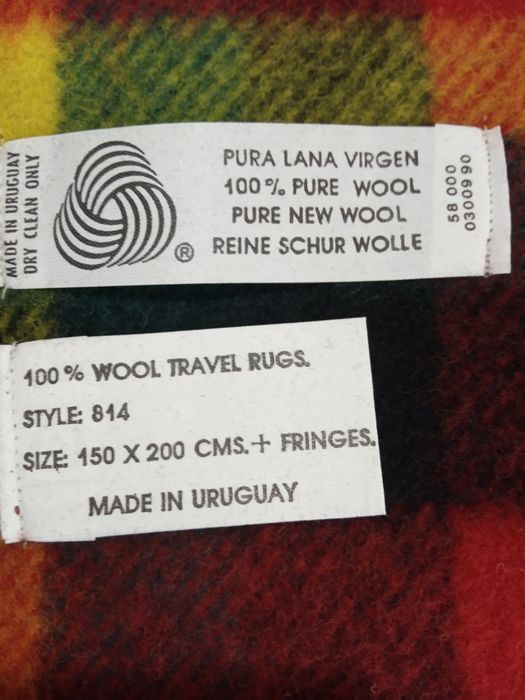 MADE IN URUGUAY
DRY CLEAN ONLY
®
PURA LANA VIRGEN
100% PURE WOOL
PURE NEW WOOL
REINE SCHUR WOLLE
58 000
0300990
100% WOOL TRAVEL RUGS.
STYLE: 814
SIZE: 150 X 200 CMS.+ FRINGES.
MADE IN URUGUAY